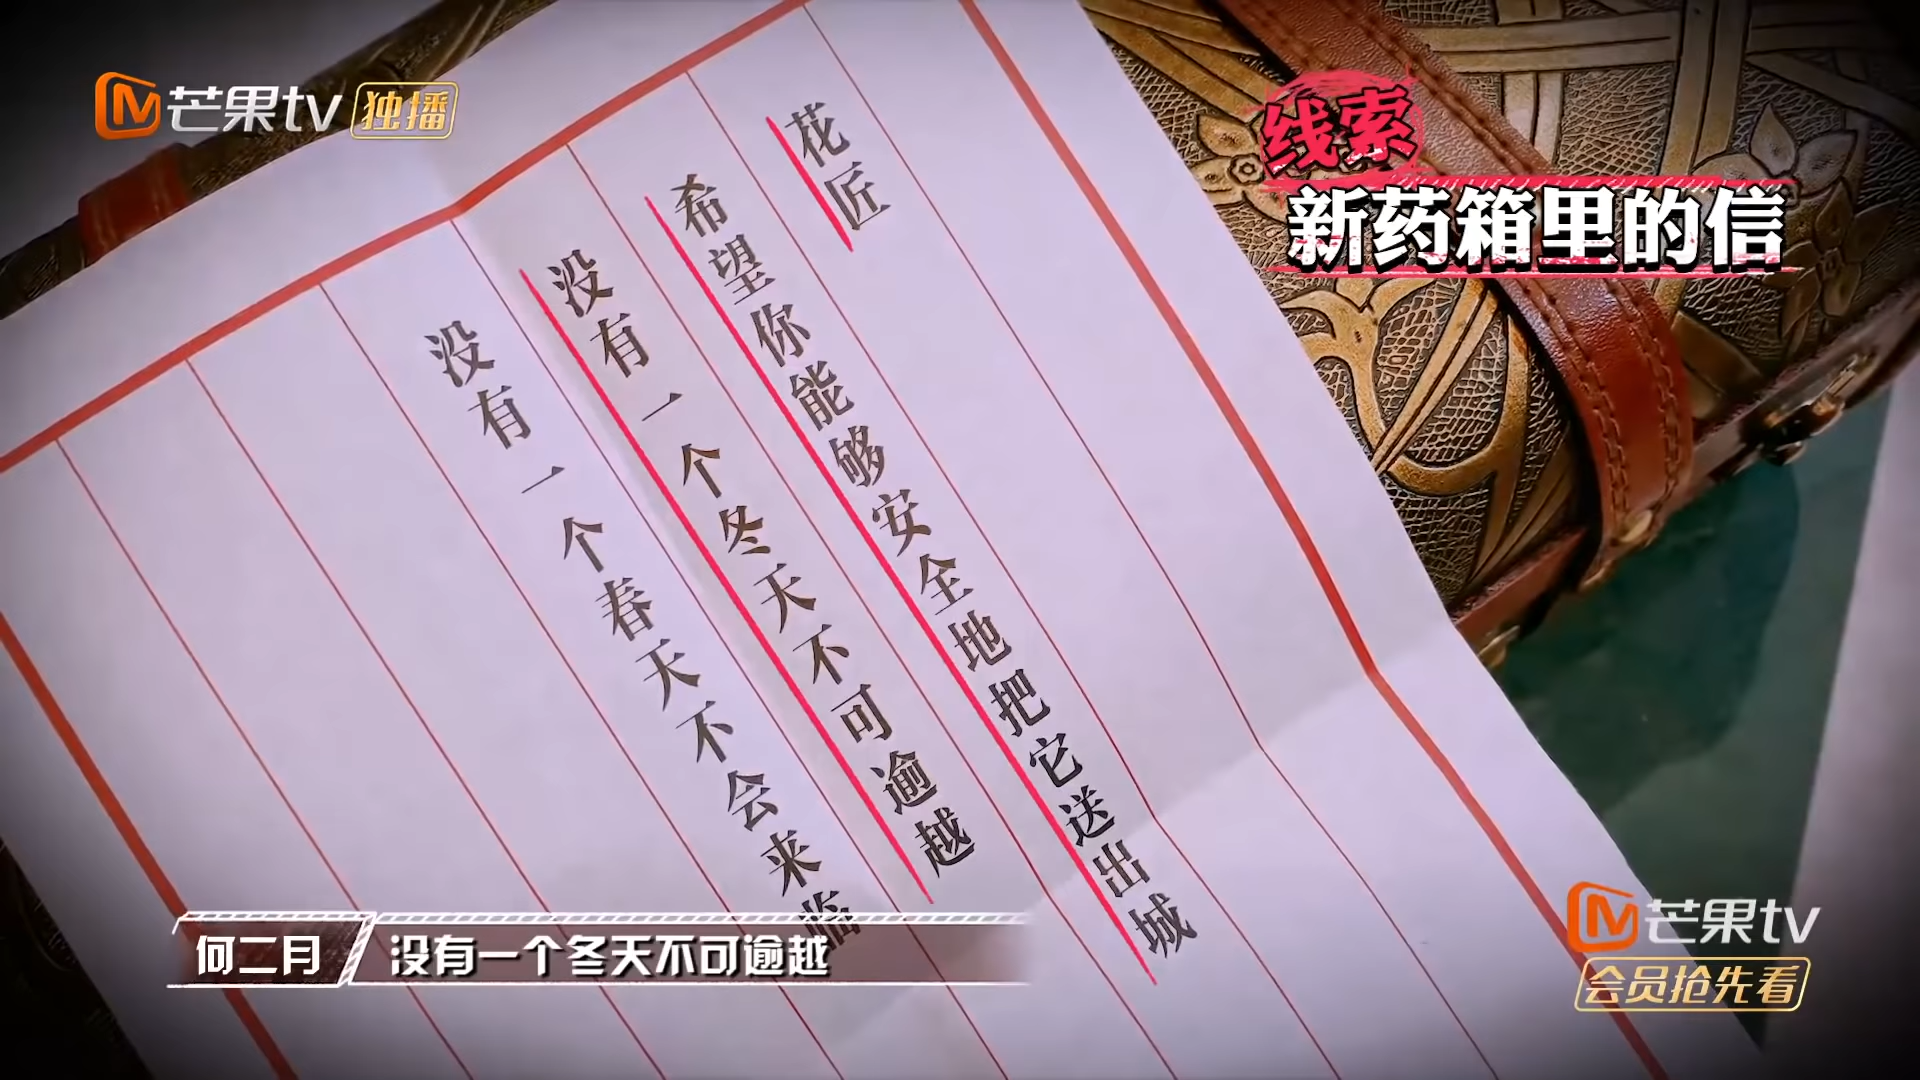 芒果tv 独播
线索
新药箱里的信
花匠
希望你能够安全地把它送出城
没有一个冬天不可逾越
没有一个春天不会来临
何二月 没有一个冬天不可逾越
芒果tv
会员抢先看